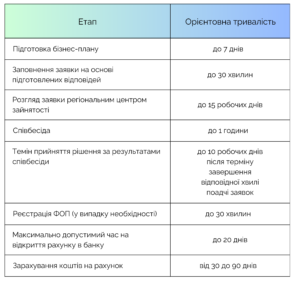 Етап
Орієнтовна тривалість
Підготовка бізнес-плану
до 7 днів
Заповнення заявки на основі
підготовлених відповідей
до 30 хвилин
Розгляд заявки регіональним центром
зайнятості
до 15 робочих днів
Співбесіда
до 1 години
Темін прийняття рішення за результатами
співбесіди
до 10 робочих днів
після терміну
завершення
відповідної хвилі
поадчі заявок
Реєстрація ФОП (у випадку необхідності)
до 30 хвилин
Максимально допустимий час на
відкриття рахунку в банку
до 20 днів
Зарахування коштів на рахунок
від 30 до 90 днів